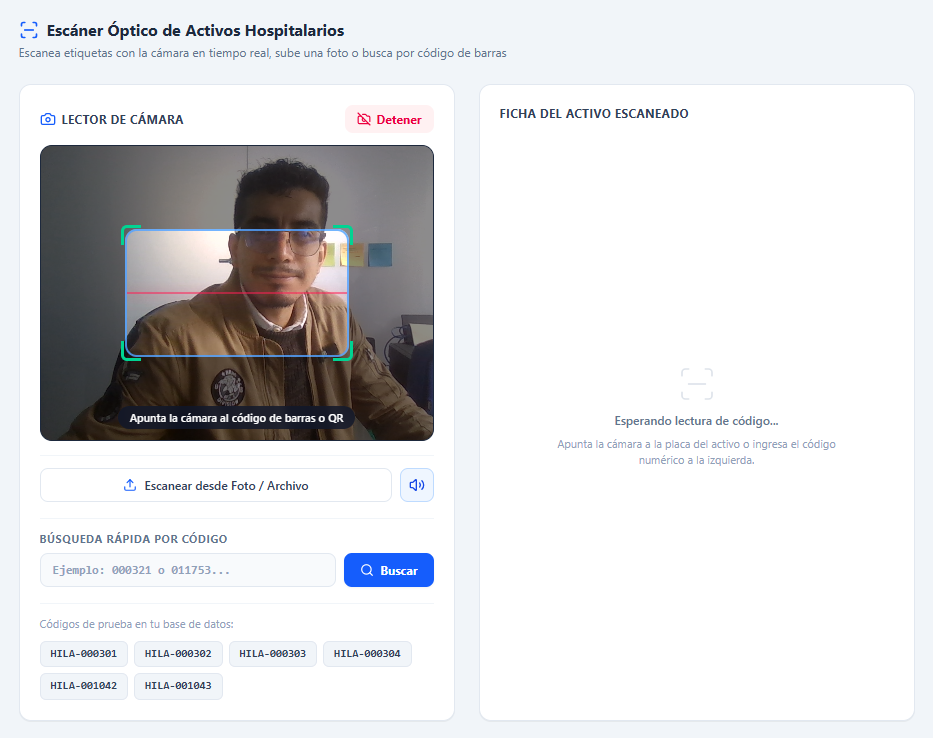 Escáner Óptico de Activos Hospitalarios
Escanea etiquetas con la cámara en tiempo real, sube una foto o busca por código de barras
LECTOR DE CÁMARA
Detener
Apunta la cámara al código de barras o QR
Escanear desde Foto / Archivo
BÚSQUEDA RÁPIDA POR CÓDIGO
Ejemplo: 000321 o 011753...
Buscar
Códigos de prueba en tu base de datos:
HILA-000301 HILA-000302 HILA-000303 HILA-000304
HILA-001042 HILA-001043
FICHA DEL ACTIVO ESCANEADO
Esperando lectura de código...
Apunta la cámara a la placa del activo o ingresa el código
numérico a la izquierda.